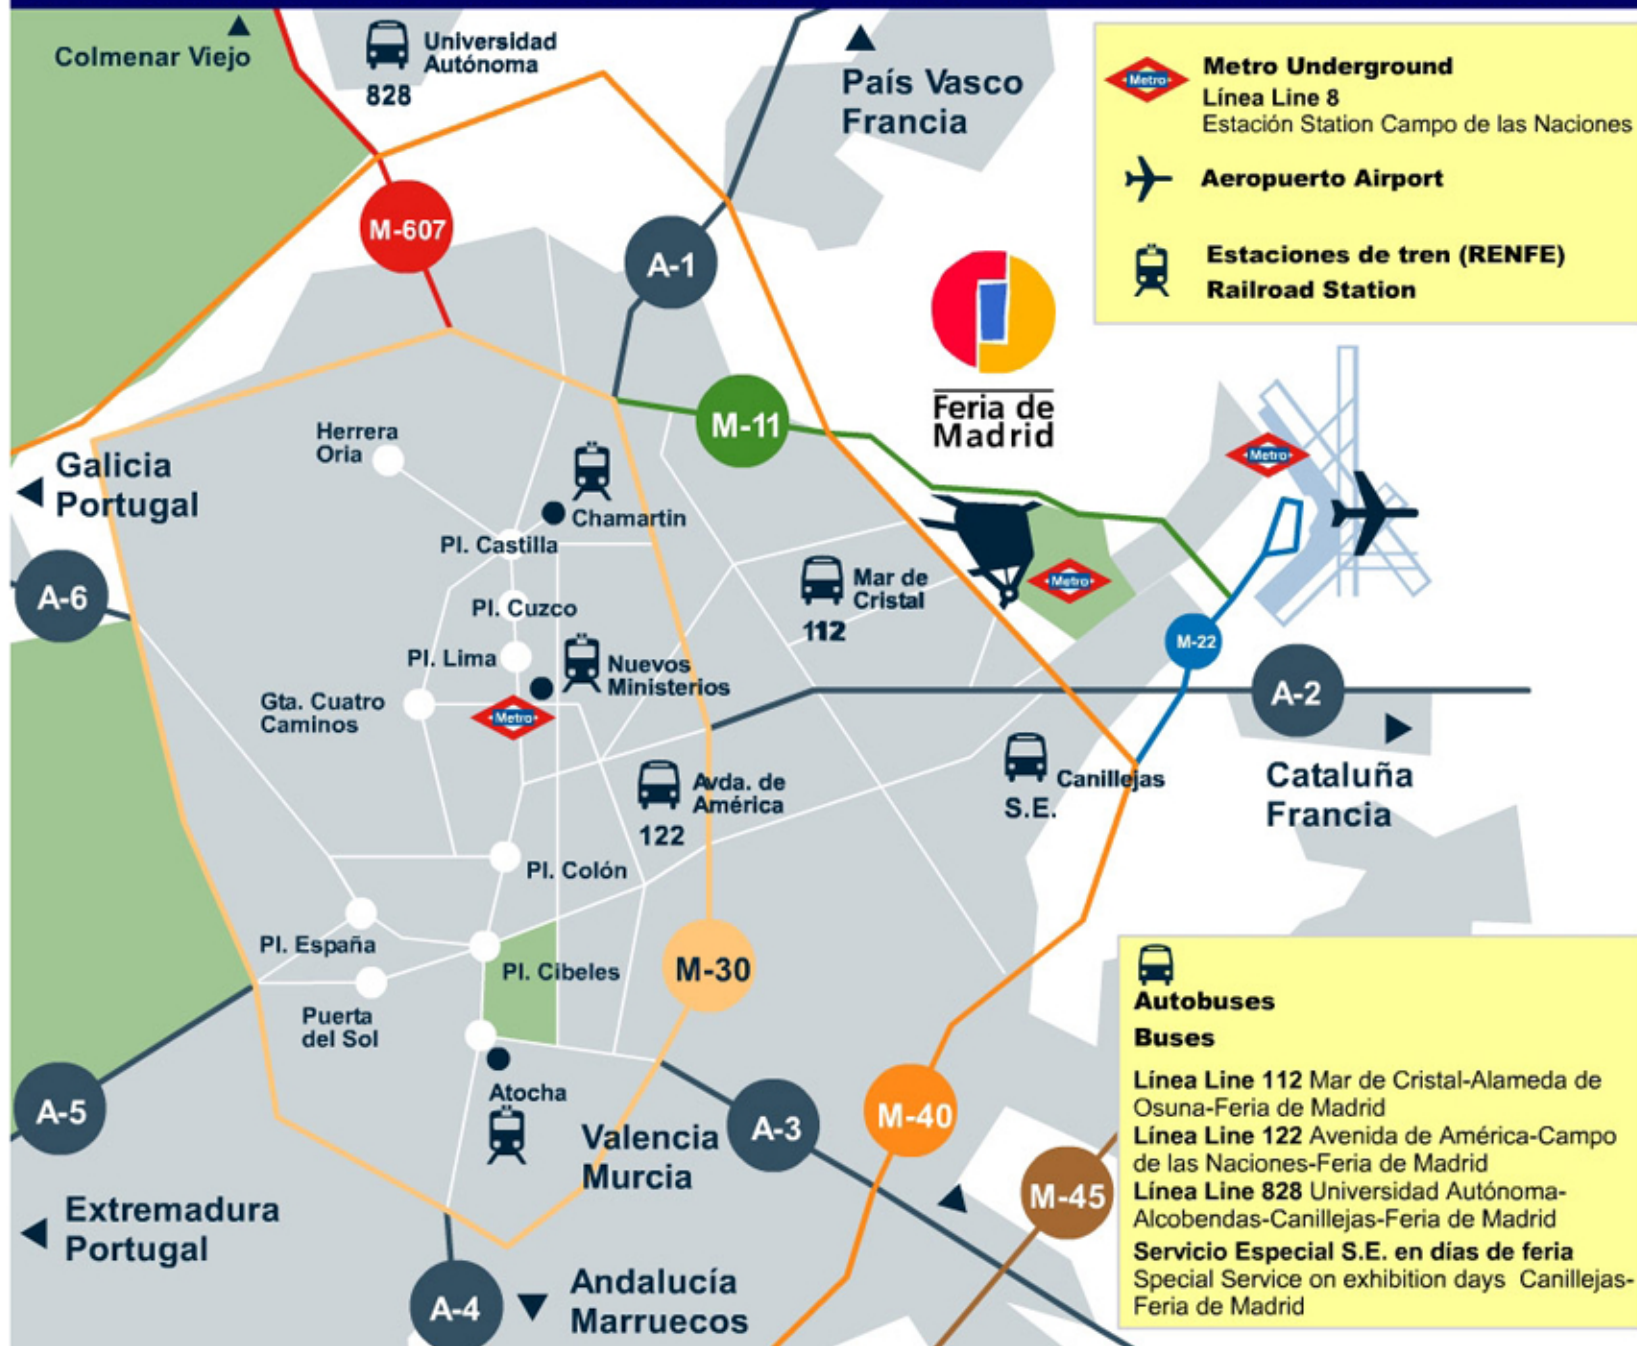 Colmenar Viejo
Universidad
Autónoma
828
País Vasco
Francia
Metro
Metro Underground
Línea Line 8
Estación Station Campo de las Naciones
Aeropuerto Airport
Estaciones de tren (RENFE)
Railroad Station
M-607
A-1
M-11
Feria de
Madrid
Herrera
Oria
Galicia
Portugal
Metro
Chamartin
Pl. Castilla
A-6
Mar de
Cristal
112
Metro
Pl. Cuzco
M-22
Pl. Lima
Nuevos
Ministerios
Gta. Cuatro
Caminos
Metro
A-2
Avda. de
América
122
Canillejas
S.E.
Cataluña
Francia
Pl. Colón
Pl. España
Pl. Cibeles
M-30
Puerta
del Sol
Autobuses
Buses
Línea Line 112 Mar de Cristal-Alameda de
Osuna-Feria de Madrid
Línea Line 122 Avenida de América-Campo
de las Naciones-Feria de Madrid
Línea Line 828 Universidad Autónoma-
Alcobendas-Canillejas-Feria de Madrid
Servicio Especial S.E. en días de feria
Special Service on exhibition days Canillejas-
Feria de Madrid
A-5
Atocha
Valencia
Murcia
A-3
M-40
M-45
Extremadura
Portugal
A-4
Andalucía
Marruecos